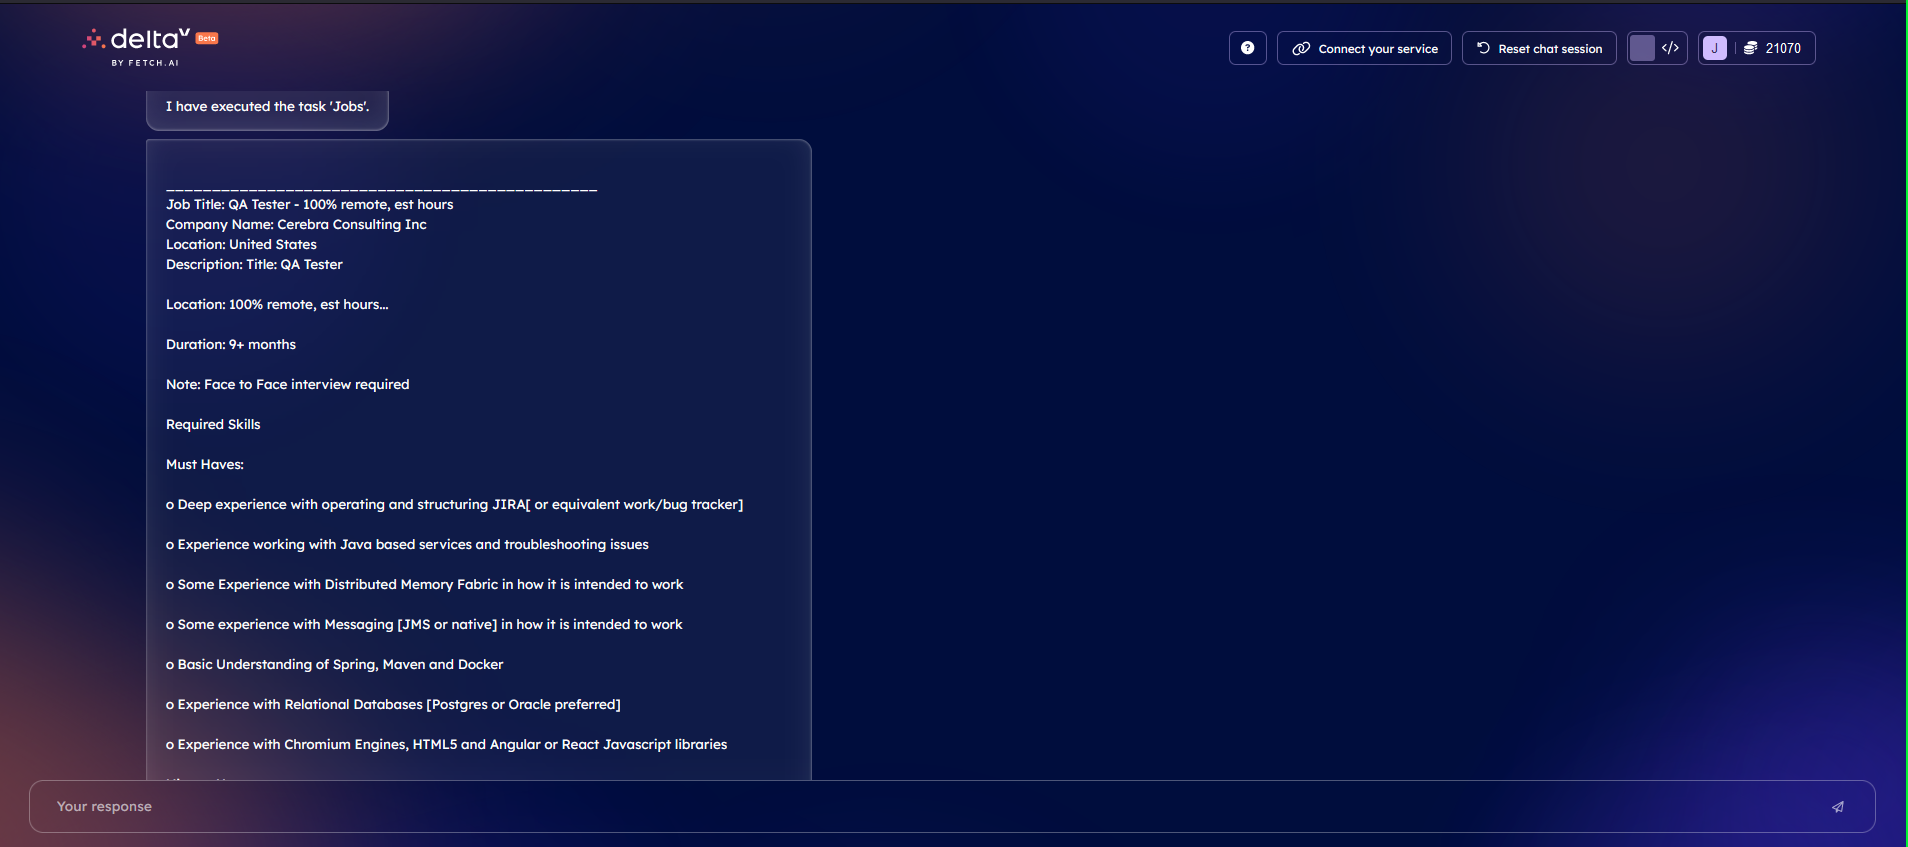 deltaV Beta
BY FETCH.AI
?
Connect your service
Reset chat session
</>
J
21070
I have executed the task 'Jobs'.
_______________________________________________
Job Title: QA Tester - 100% remote, est hours
Company Name: Cerebra Consulting Inc
Location: United States
Description: Title: QA Tester
Location: 100% remote, est hours...
Duration: 9+ months
Note: Face to Face interview required
Required Skills
Must Haves:
o Deep experience with operating and structuring JIRA[ or equivalent work/bug tracker]
o Experience working with Java based services and troubleshooting issues
o Some Experience with Distributed Memory Fabric in how it is intended to work
o Some experience with Messaging [JMS or native] in how it is intended to work
o Basic Understanding of Spring, Maven and Docker
o Experience with Relational Databases [Postgres or Oracle preferred]
o Experience with Chromium Engines, HTML5 and Angular or React Javascript libraries
Your response